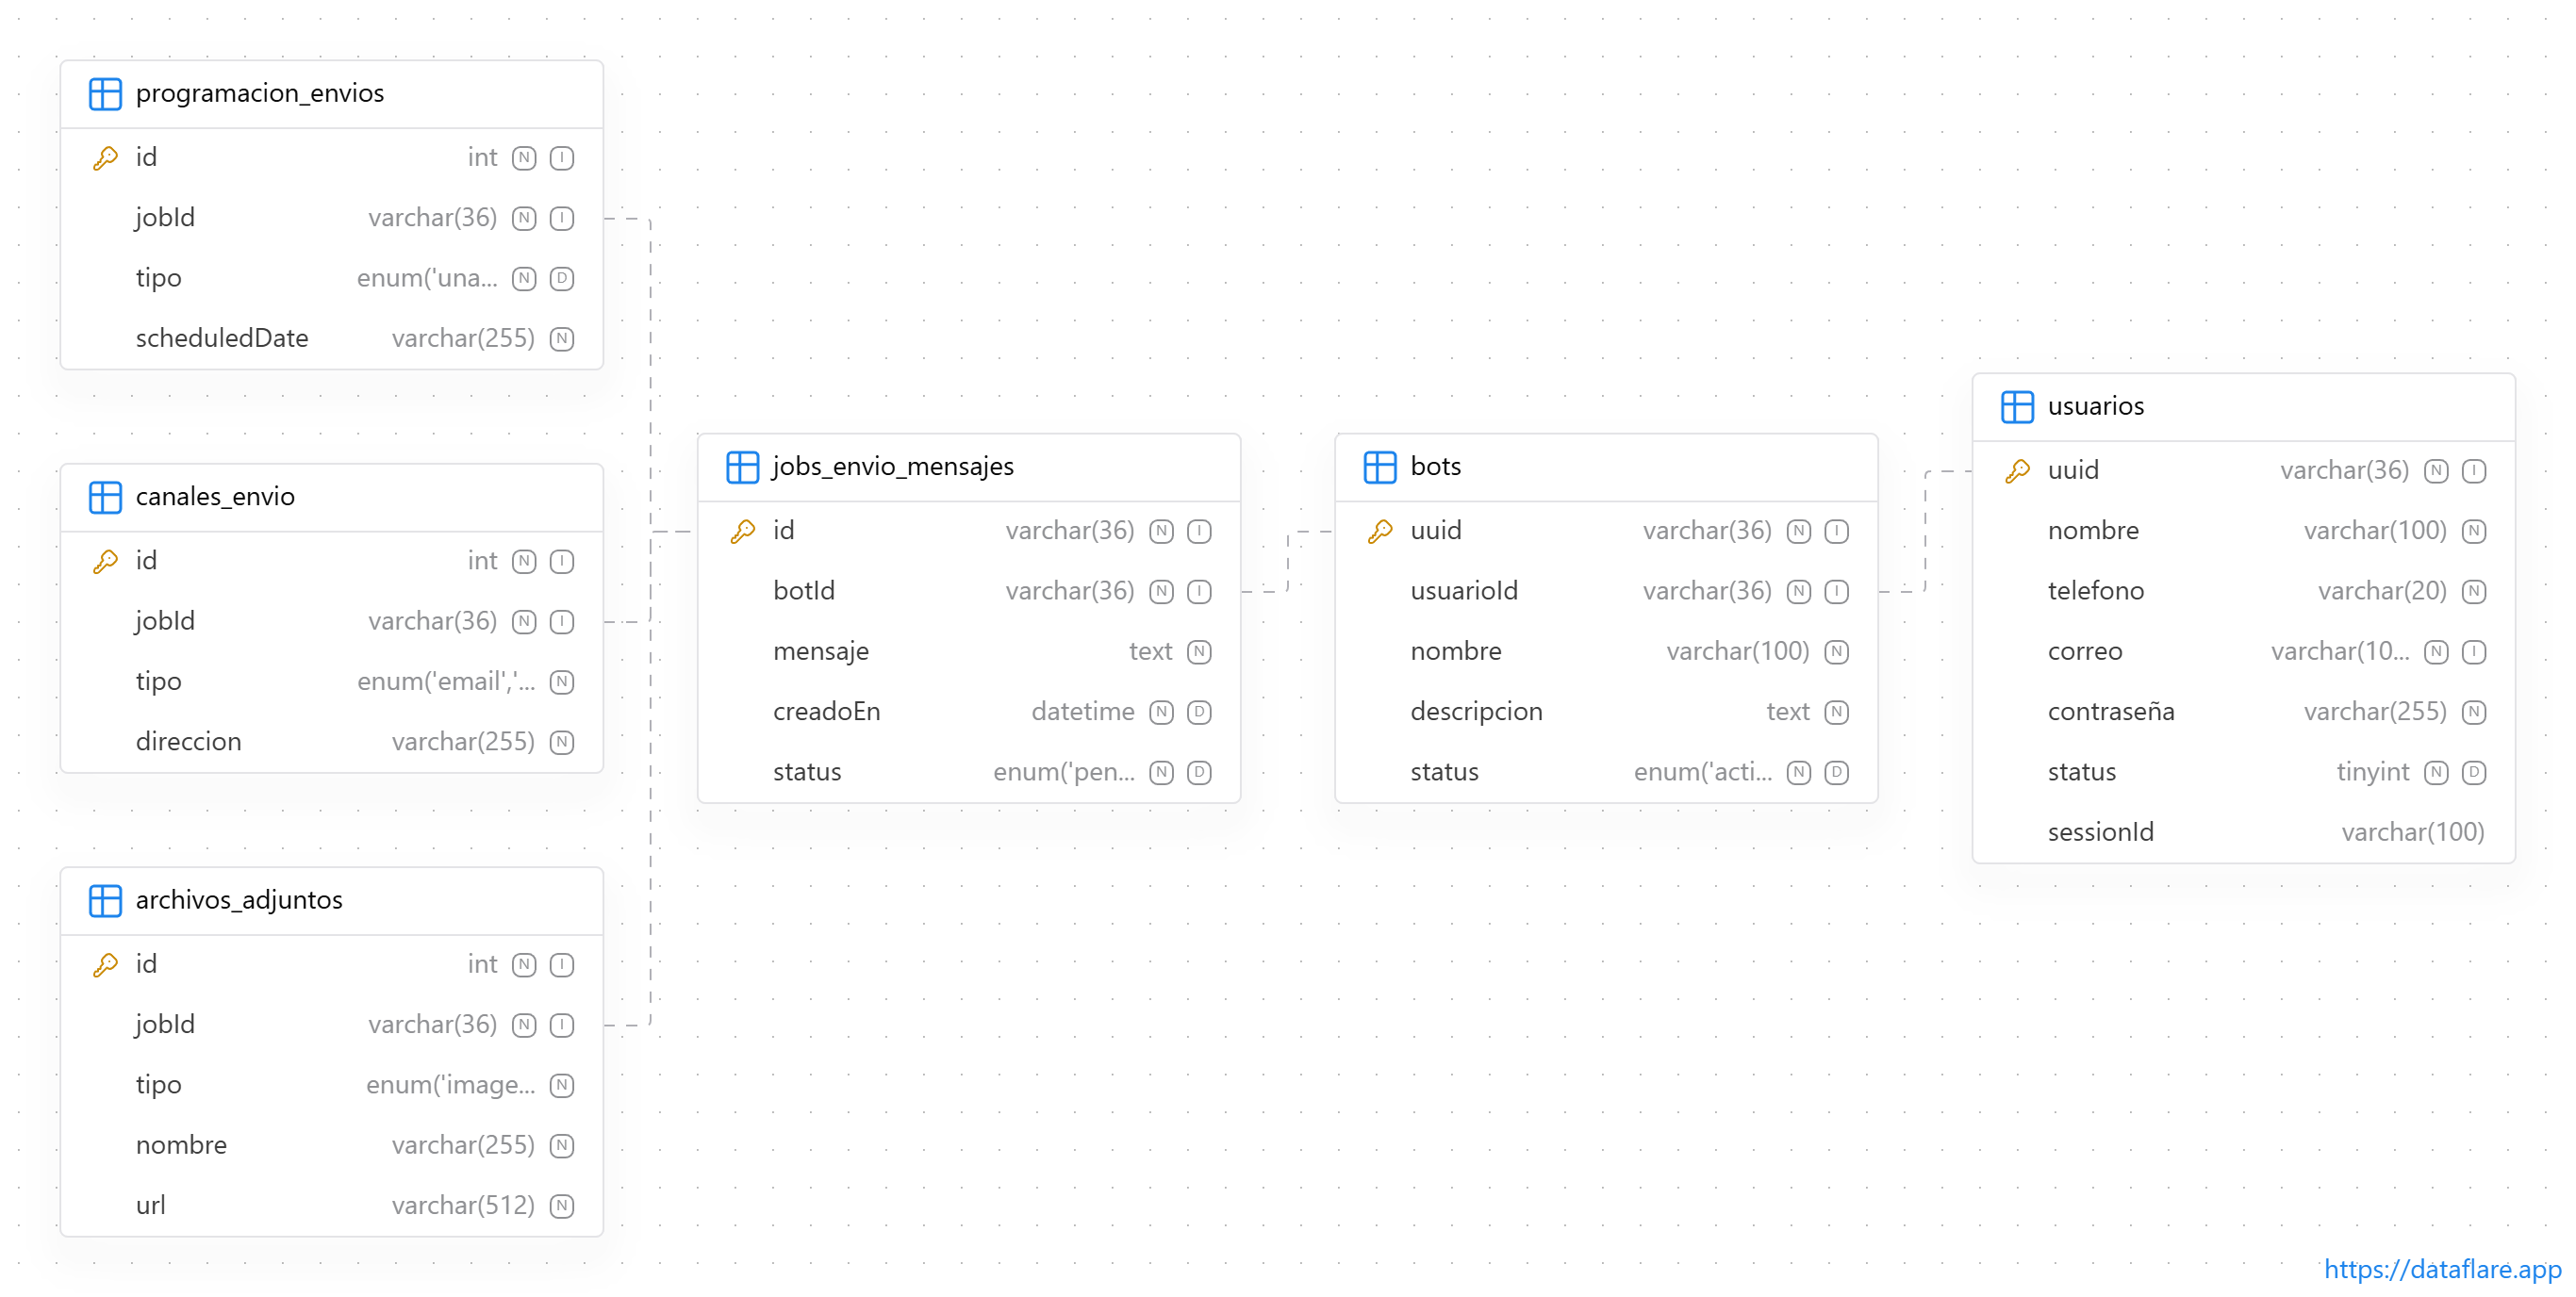 programacion_envios
id int N I
jobId varchar(36) N I
tipo enum('una... N D
scheduledDate varchar(255) N
canales_envio
id int N I
jobId varchar(36) N I
tipo enum('email','... N
direccion varchar(255) N
archivos_adjuntos
id int N I
jobId varchar(36) N I
tipo enum('image... N
nombre varchar(255) N
url varchar(512) N
jobs_envio_mensajes
id varchar(36) N I
botId varchar(36) N I
mensaje text N
creadoEn datetime N D
status enum('pen... N D
bots
uuid varchar(36) N I
usuarioId varchar(36) N I
nombre varchar(100) N
descripcion text N
status enum('acti... N D
usuarios
uuid varchar(36) N I
nombre varchar(100) N
telefono varchar(20) N
correo varchar(10... N I
contraseña varchar(255) N
status tinyint N D
sessionId varchar(100)
https://dataflare.app